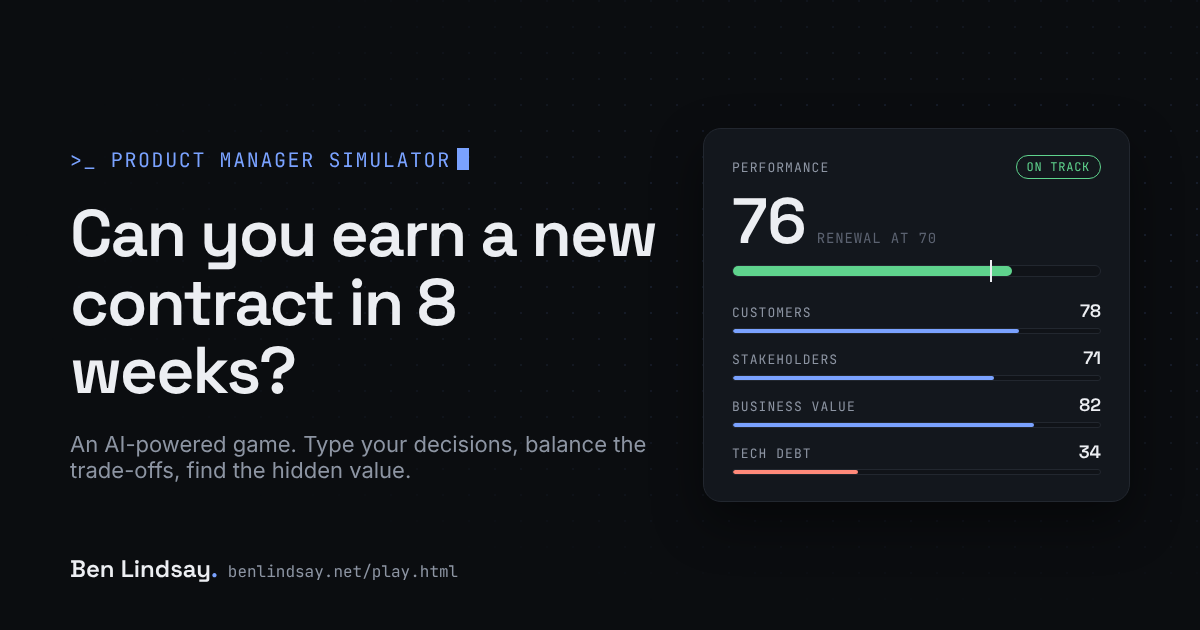 >_ PRODUCT MANAGER SIMULATOR
Can you earn a new
contract in 8
weeks?
An AI-powered game. Type your decisions, balance the
trade-offs, find the hidden value.
Ben Lindsay. benlindsay.net/play.html
PERFORMANCE
ON TRACK
76 RENEWAL AT 70
CUSTOMERS 78
STAKEHOLDERS 71
BUSINESS VALUE 82
TECH DEBT 34